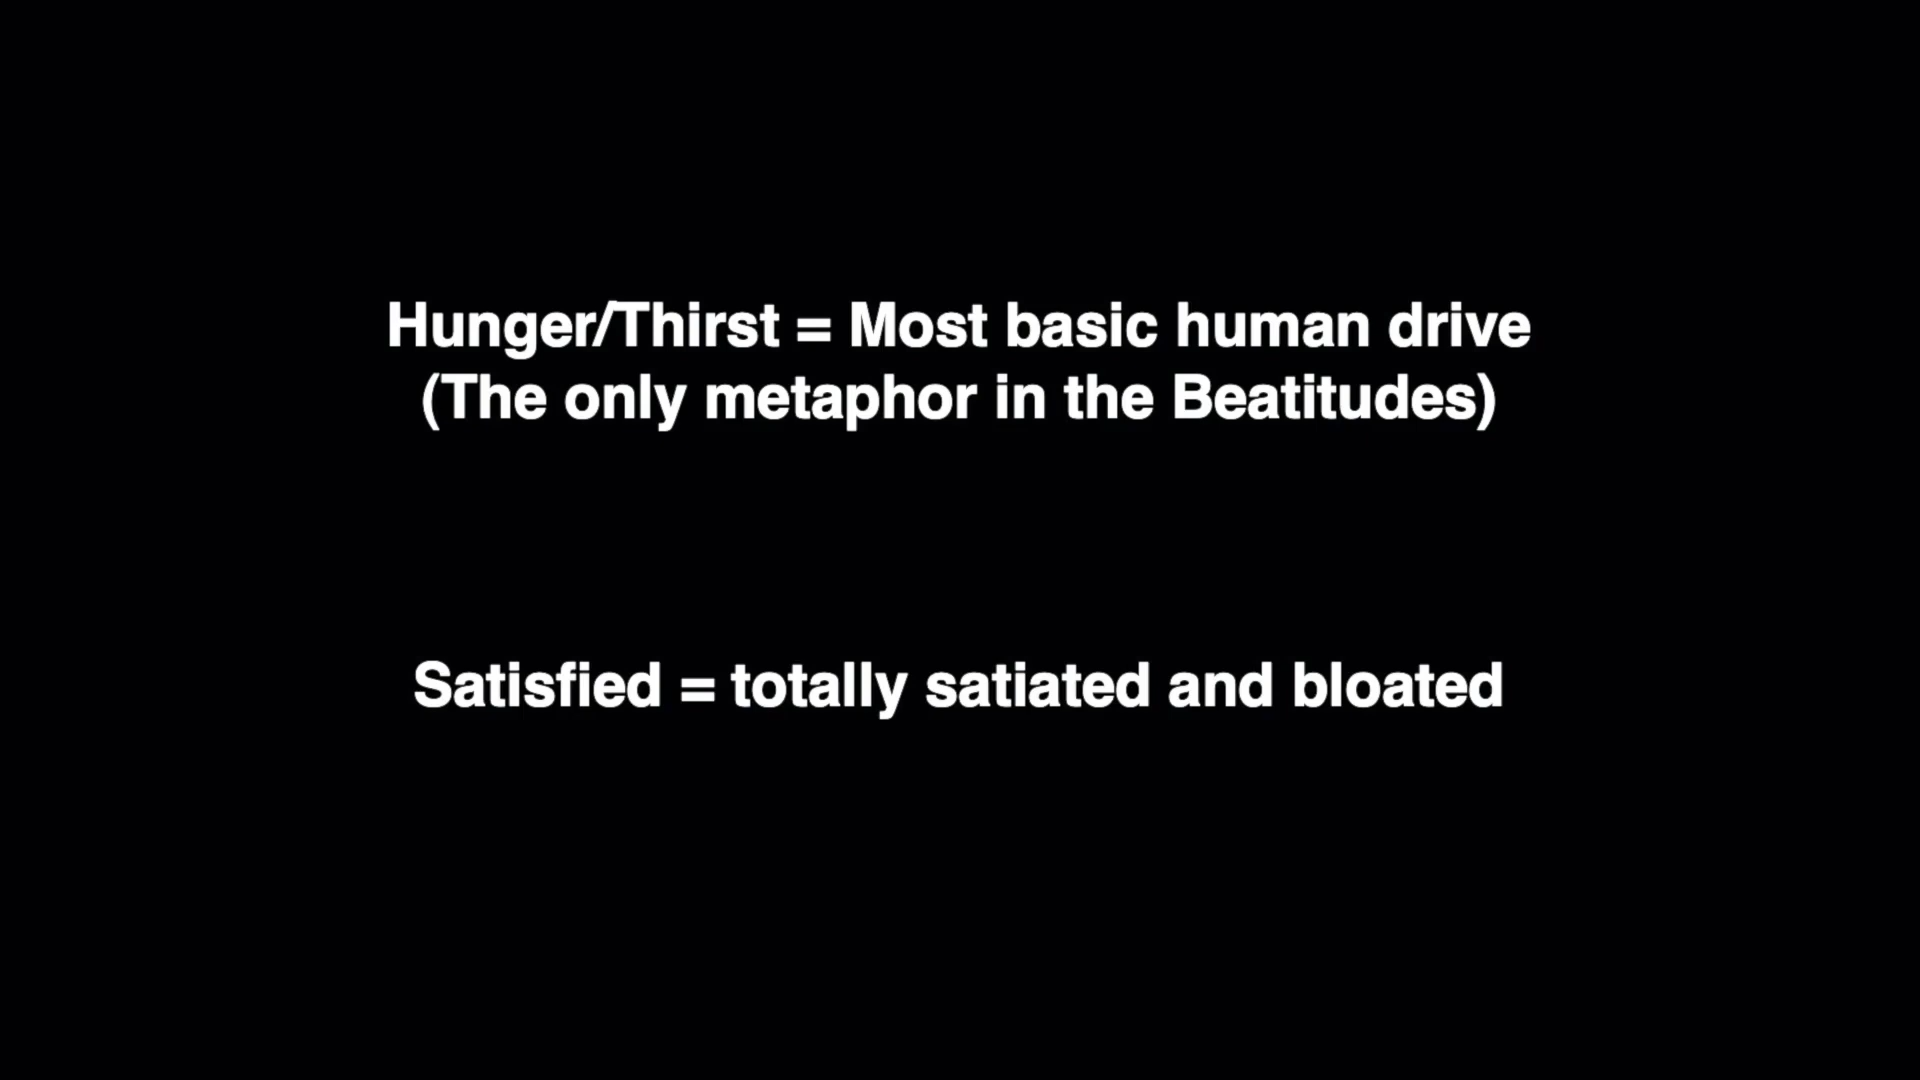 Hunger/Thirst = Most basic human drive
(The only metaphor in the Beatitudes)
Satisfied = totally satiated and bloated